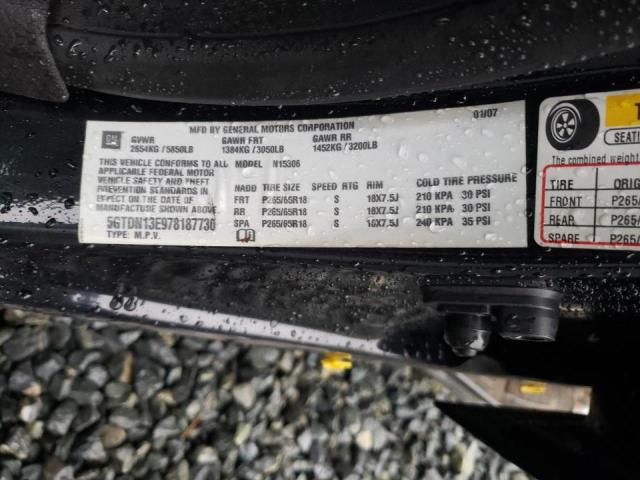 GM
MFD BY GENERAL MOTORS CORPORATION 01/07
GVWR GAWR FRT GAWR RR
2654KG / 5850LB 1384KG / 3050LB 1452KG / 3200LB
THIS VEHICLE CONFORMS TO ALL MODEL N15306
APPLICABLE FEDERAL MOTOR
VEHICLE SAFETY AND THEFT
PREVENTION STANDARDS IN
EFFECT ON THE DATE OF
MANUFACTURE SHOWN ABOVE.
5GTDN13E978187730
TYPE: M.P.V.
NADD TIRE SIZE SPEED RTG RIM COLD TIRE PRESSURE
FRT P265/65R18 S 18X7.5J 210 KPA 30 PSI
RR P265/65R18 S 18X7.5J 210 KPA 30 PSI
SPA P265/65R18 S 18X7.5J 240 KPA 35 PSI
SEATI
The combined weight
TIRE ORIG
FRONT P265/
REAR P265/
SPARE P265/